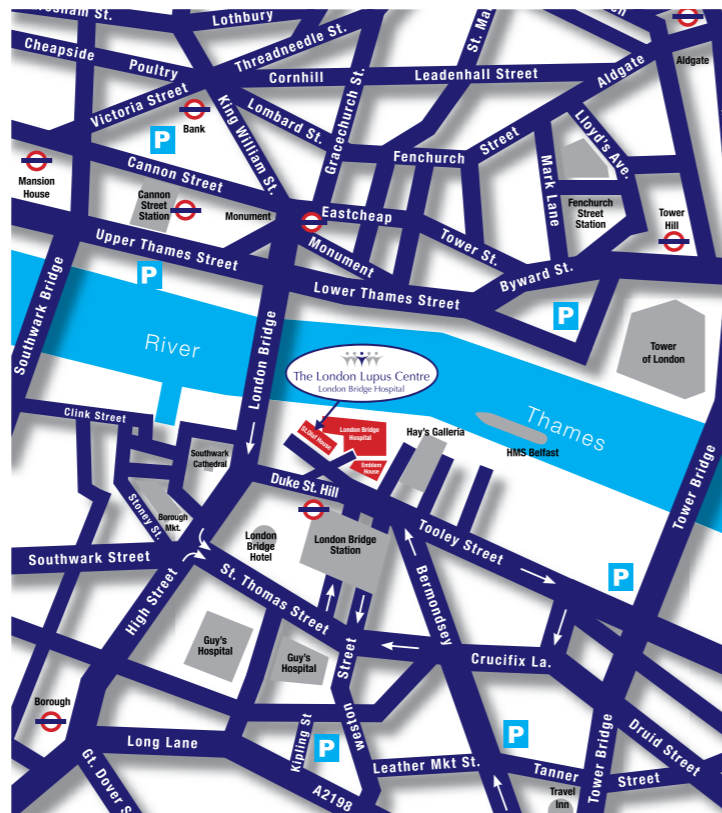 esham St.
Lothbury
Cheapside
Poultry
Threadneedle St.
St. Ma
en
Aldgate
Aldgate
Cornhill
Leadenhall Street
Victoria Street
Bank
P
King William St.
Lombard St.
Gracechurch St.
Fenchurch
Street
Lloyd's Ave.
Mark Lane
Fenchurch
Street
Station
Mansion
House
Cannon Street
Cannon
Street
Station
Monument
Eastcheap
Monument
Tower St.
Tower
Hill
Byward St.
Upper Thames Street
Lower Thames Street
P
P
Southwark Bridge
River
London Bridge
Tower
of London
The London Lupus Centre
London Bridge Hospital
Thames
Clink Street
St. Olaf House
London Bridge
Hospital
Emblem
House
Hay's Galleria
HMS Belfast
Southwark
Cathedral
Duke St. Hill
Tower Bridge
Stoney St.
Borough
Mkt.
London
Bridge
Hotel
London Bridge
Station
Tooley Street
Southwark Street
High Street
St. Thomas Street
Bermondsey
P
Guy's
Hospital
Guy's
Hospital
Street
Crucifix La.
Borough
Long Lane
Kipling St
P
Weston
P
Leather Mkt St.
Tanner
Street
Druid Street
Tower Bridge
Gt. Dover S
A2198
Travel
Inn